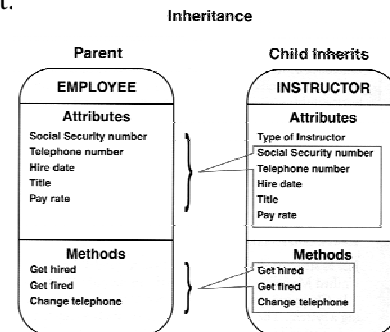 t.
Inheritance
Parent
EMPLOYEE
Attributes
Social Security number
Telephone number
Hire date
Title
Pay rate
Methods
Get hired
Get fired
Change telephone
Child Inherits
INSTRUCTOR
Attributes
Type of Instructor
Social Security number
Telephone number
Hire date
Title
Pay rate
Methods
Get hired
Get fired
Change telephone